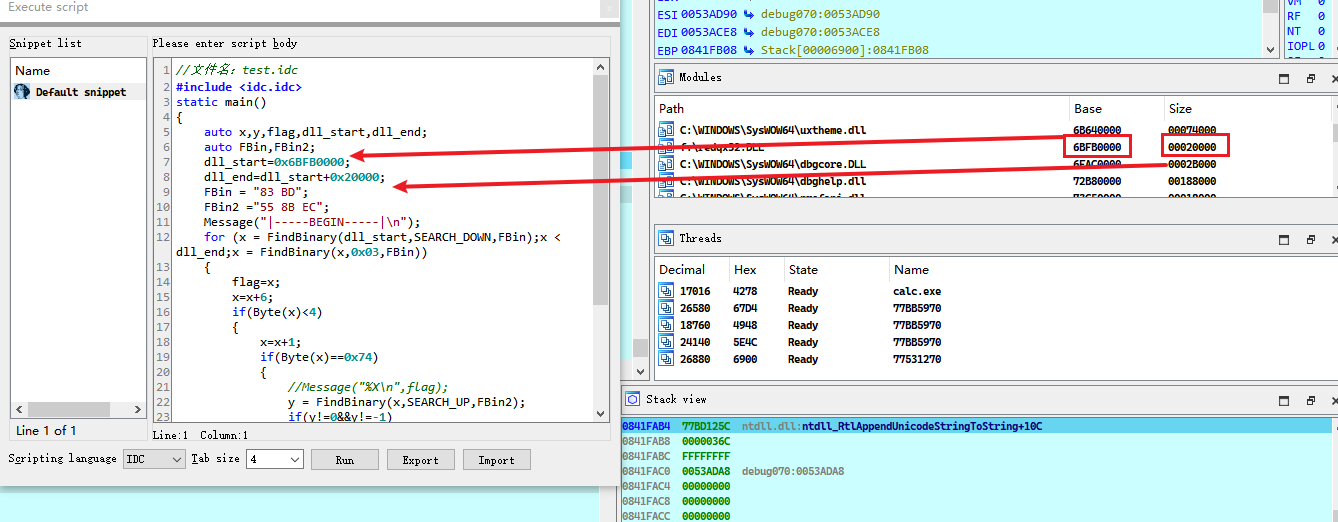 Execute script
Snippet list
Name
Default snippet
Line 1 of 1
Please enter script body
1 //文件名：test.idc
2 #include <idc.idc>
3 static main()
4 {
5 auto x,y,flag,dll_start,dll_end;
6 auto FBin,FBin2;
7 dll_start=0x6BFB0000;
8 dll_end=dll_start+0x20000;
9 FBin = "83 BD";
10 FBin2 ="55 8B EC";
11 Message("|-----BEGIN-----|\n");
12 for (x = FindBinary(dll_start,SEARCH_DOWN,FBin);x <
dll_end;x = FindBinary(x,0x03,FBin))
13 {
14 flag=x;
15 x=x+6;
16 if(Byte(x)<4)
17 {
18 x=x+1;
19 if(Byte(x)==0x74)
20 {
21 //Message("%X\n",flag);
22 y = FindBinary(x,SEARCH_UP,FBin2);
23 if(y!=0&&y!=-1)
Line:1 Column:1
Scripting language IDC Tab size 4 Run Export Import
ESI 0053AD90 debug070:0053AD90
EDI 0053ACE8 debug070:0053ACE8
EBP 0841FB08 Stack[00006900]:0841FB08
VM 0
RF 0
NT 0
IOPL 0
Modules
Path Base Size
C:\WINDOWS\SysWOW64\uxtheme.dll 6B640000 00074000
6BFB0000 00020000
C:\WINDOWS\SysWOW64\dbgcore.DLL 6FAC0000 0002B000
C:\WINDOWS\SysWOW64\dbghelp.dll 72B80000 00188000
Threads
Decimal Hex State Name
17016 4278 Ready calc.exe
26580 67D4 Ready 77BB5970
18760 4948 Ready 77BB5970
24140 5E4C Ready 77BB5970
26880 6900 Ready 77531270
Stack view
0841FAB4 77BD125C ntdll.dll:ntdll_RtlAppendUnicodeStringToString+10C
0841FAB8 0000036C
0841FABC FFFFFFFF
0841FAC0 0053ADA8 debug070:0053ADA8
0841FAC4 00000000
0841FAC8 00000000
0841FACC 00000000